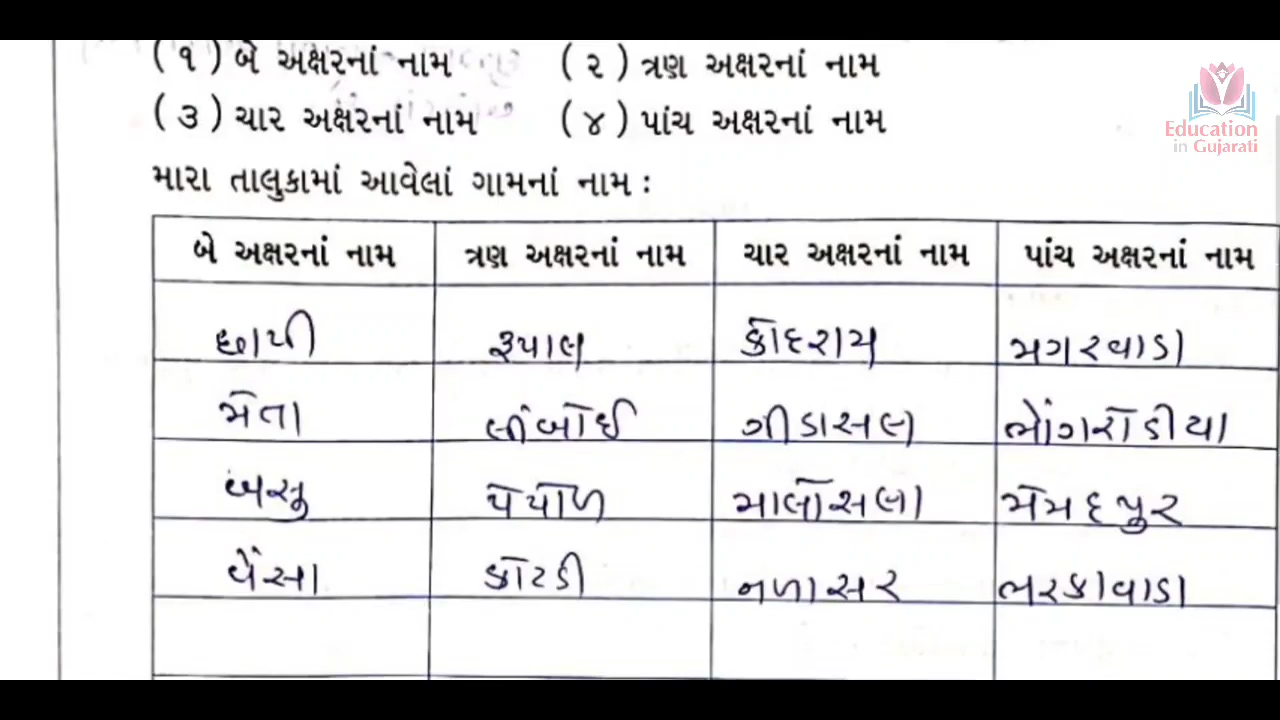 (૧) બે અક્ષરનાં નામ (૨) ત્રણ અક્ષરનાં નામ
(૩) ચાર અક્ષરનાં નામ (૪) પાંચ અક્ષરનાં નામ
Education
in Gujarati
મારા તાલુકામાં આવેલાં ગામનાં નામ :
બે અક્ષરનાં નામ ત્રણ અક્ષરનાં નામ ચાર અક્ષરનાં નામ પાંચ અક્ષરનાં નામ
છાપી રૂપાલ કોદરામ મગરવાડા
મેતા લીંબોઈ ગીડાસણ ભોંગરોડીયા
બસુ પેપોળ માલોસણા મેમદપુર
વેંસા કોટડી નળાસર ભરકાવાડા